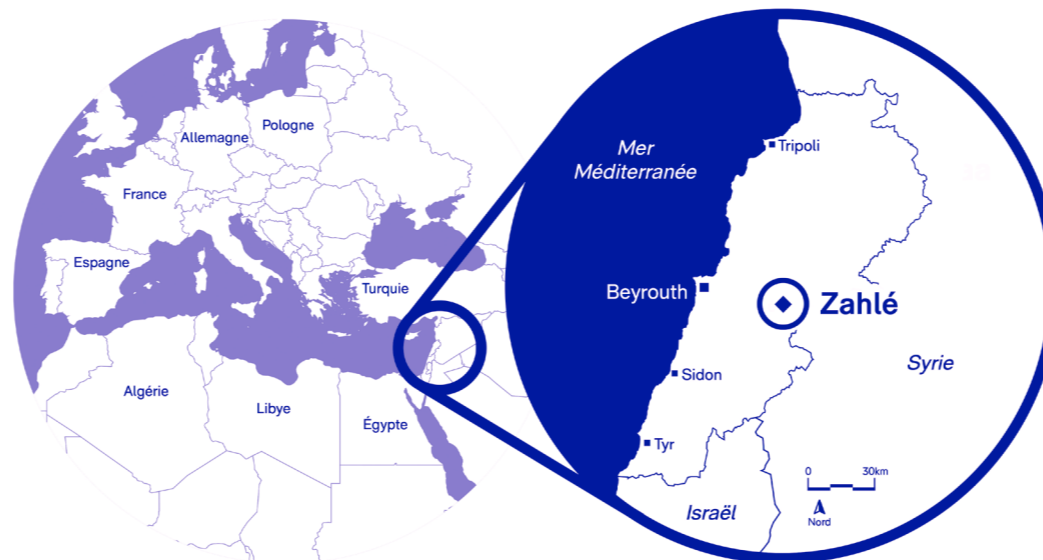 Allemagne
Pologne
France
Espagne
Turquie
Algérie
Libye
Égypte
Mer
Méditerranée
Tripoli
Beyrouth
Zahlé
Sidon
Syrie
Tyr
Israël
0 30km
Nord